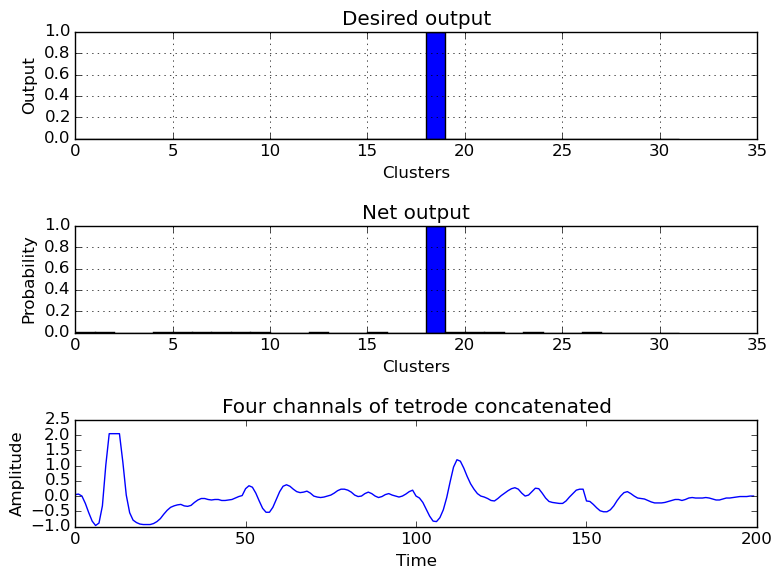 Desired output
1.0
0.8
0.6
0.4
0.2
0.0
Output
0 5 10 15 20 25 30 35
Clusters
Net output
1.0
0.8
0.6
0.4
0.2
0.0
Probability
0 5 10 15 20 25 30 35
Clusters
Four channals of tetrode concatenated
2.5
2.0
1.5
1.0
0.5
0.0
−0.5
−1.0
Amplitude
0 50 100 150 200
Time